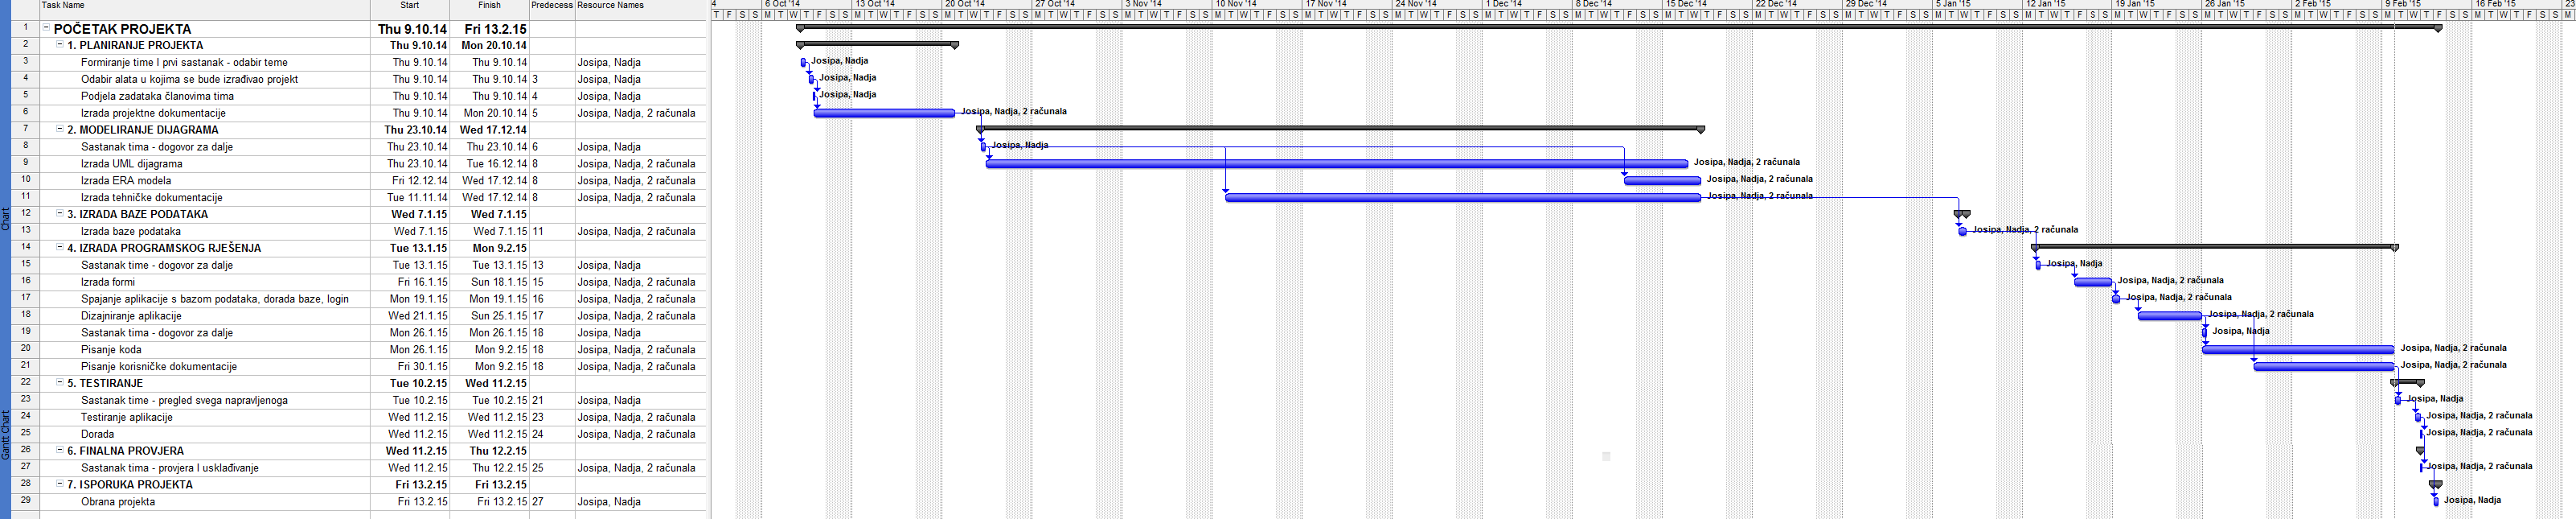 Task Name Start Finish Predecess Resource Names
4 6 Oct '14 13 Oct '14 20 Oct '14 27 Oct '14 3 Nov '14 10 Nov '14 17 Nov '14 24 Nov '14 1 Dec '14 8 Dec '14 15 Dec '14 22 Dec '14 29 Dec '14 5 Jan '15 12 Jan '15 19 Jan '15 26 Jan '15 2 Feb '15 9 Feb '15 16 Feb '15 23
T F S S M T W T F S S M T W T F S S M T W T F S S M T W T F S S M T W T F S S M T W T F S S M T W T F S S M T W T F S S M T W T F S S M T W T F S S M T W T F S S M T W T F S S M T W T F S S M T W T F S S M T W T F S S M T W T F S S M T W T F S S M T W T F S S M T W T F S S M T W T F S S M
1 POČETAK PROJEKTA Thu 9.10.14 Fri 13.2.15
2 1. PLANIRANJE PROJEKTA Thu 9.10.14 Mon 20.10.14
3 Formiranje time I prvi sastanak - odabir teme Thu 9.10.14 Thu 9.10.14 Josipa, Nadja Josipa, Nadja
4 Odabir alata u kojima se bude izrađivao projekt Thu 9.10.14 Thu 9.10.14 3 Josipa, Nadja Josipa, Nadja
5 Podjela zadataka članovima tima Thu 9.10.14 Thu 9.10.14 4 Josipa, Nadja Josipa, Nadja
6 Izrada projektne dokumentacije Thu 9.10.14 Mon 20.10.14 5 Josipa, Nadja, 2 računala Josipa, Nadja, 2 računala
7 2. MODELIRANJE DIJAGRAMA Thu 23.10.14 Wed 17.12.14
8 Sastanak tima - dogovor za dalje Thu 23.10.14 Thu 23.10.14 6 Josipa, Nadja Josipa, Nadja
9 Izrada UML dijagrama Thu 23.10.14 Tue 16.12.14 8 Josipa, Nadja, 2 računala Josipa, Nadja, 2 računala
10 Izrada ERA modela Fri 12.12.14 Wed 17.12.14 8 Josipa, Nadja, 2 računala Josipa, Nadja, 2 računala
11 Izrada tehničke dokumentacije Tue 11.11.14 Wed 17.12.14 8 Josipa, Nadja, 2 računala Josipa, Nadja, 2 računala
12 3. IZRADA BAZE PODATAKA Wed 7.1.15 Wed 7.1.15
13 Izrada baze podataka Wed 7.1.15 Wed 7.1.15 11 Josipa, Nadja, 2 računala Josipa, Nadja, 2 računala
14 4. IZRADA PROGRAMSKOG RJEŠENJA Tue 13.1.15 Mon 9.2.15
15 Sastanak time - dogovor za dalje Tue 13.1.15 Tue 13.1.15 13 Josipa, Nadja Josipa, Nadja
16 Izrada formi Fri 16.1.15 Sun 18.1.15 15 Josipa, Nadja, 2 računala Josipa, Nadja, 2 računala
17 Spajanje aplikacije s bazom podataka, dorada baze, login Mon 19.1.15 Mon 19.1.15 16 Josipa, Nadja, 2 računala Josipa, Nadja, 2 računala
18 Dizajniranje aplikacije Wed 21.1.15 Sun 25.1.15 17 Josipa, Nadja, 2 računala Josipa, Nadja, 2 računala
19 Sastanak tima - dogovor za dalje Mon 26.1.15 Mon 26.1.15 18 Josipa, Nadja Josipa, Nadja
20 Pisanje koda Mon 26.1.15 Mon 9.2.15 18 Josipa, Nadja, 2 računala Josipa, Nadja, 2 računala
21 Pisanje korisničke dokumentacije Fri 30.1.15 Mon 9.2.15 18 Josipa, Nadja, 2 računala Josipa, Nadja, 2 računala
22 5. TESTIRANJE Tue 10.2.15 Wed 11.2.15
23 Sastanak time - pregled svega napravljenoga Tue 10.2.15 Tue 10.2.15 21 Josipa, Nadja Josipa, Nadja
24 Testiranje aplikacije Wed 11.2.15 Wed 11.2.15 23 Josipa, Nadja, 2 računala Josipa, Nadja, 2 računala
25 Dorada Wed 11.2.15 Wed 11.2.15 24 Josipa, Nadja, 2 računala Josipa, Nadja, 2 računala
26 6. FINALNA PROVJERA Wed 11.2.15 Thu 12.2.15
27 Sastanak tima - provjera I usklađivanje Wed 11.2.15 Thu 12.2.15 25 Josipa, Nadja, 2 računala Josipa, Nadja, 2 računala
28 7. ISPORUKA PROJEKTA Fri 13.2.15 Fri 13.2.15
29 Obrana projekta Fri 13.2.15 Fri 13.2.15 27 Josipa, Nadja Josipa, Nadja
Chart
Gantt Chart